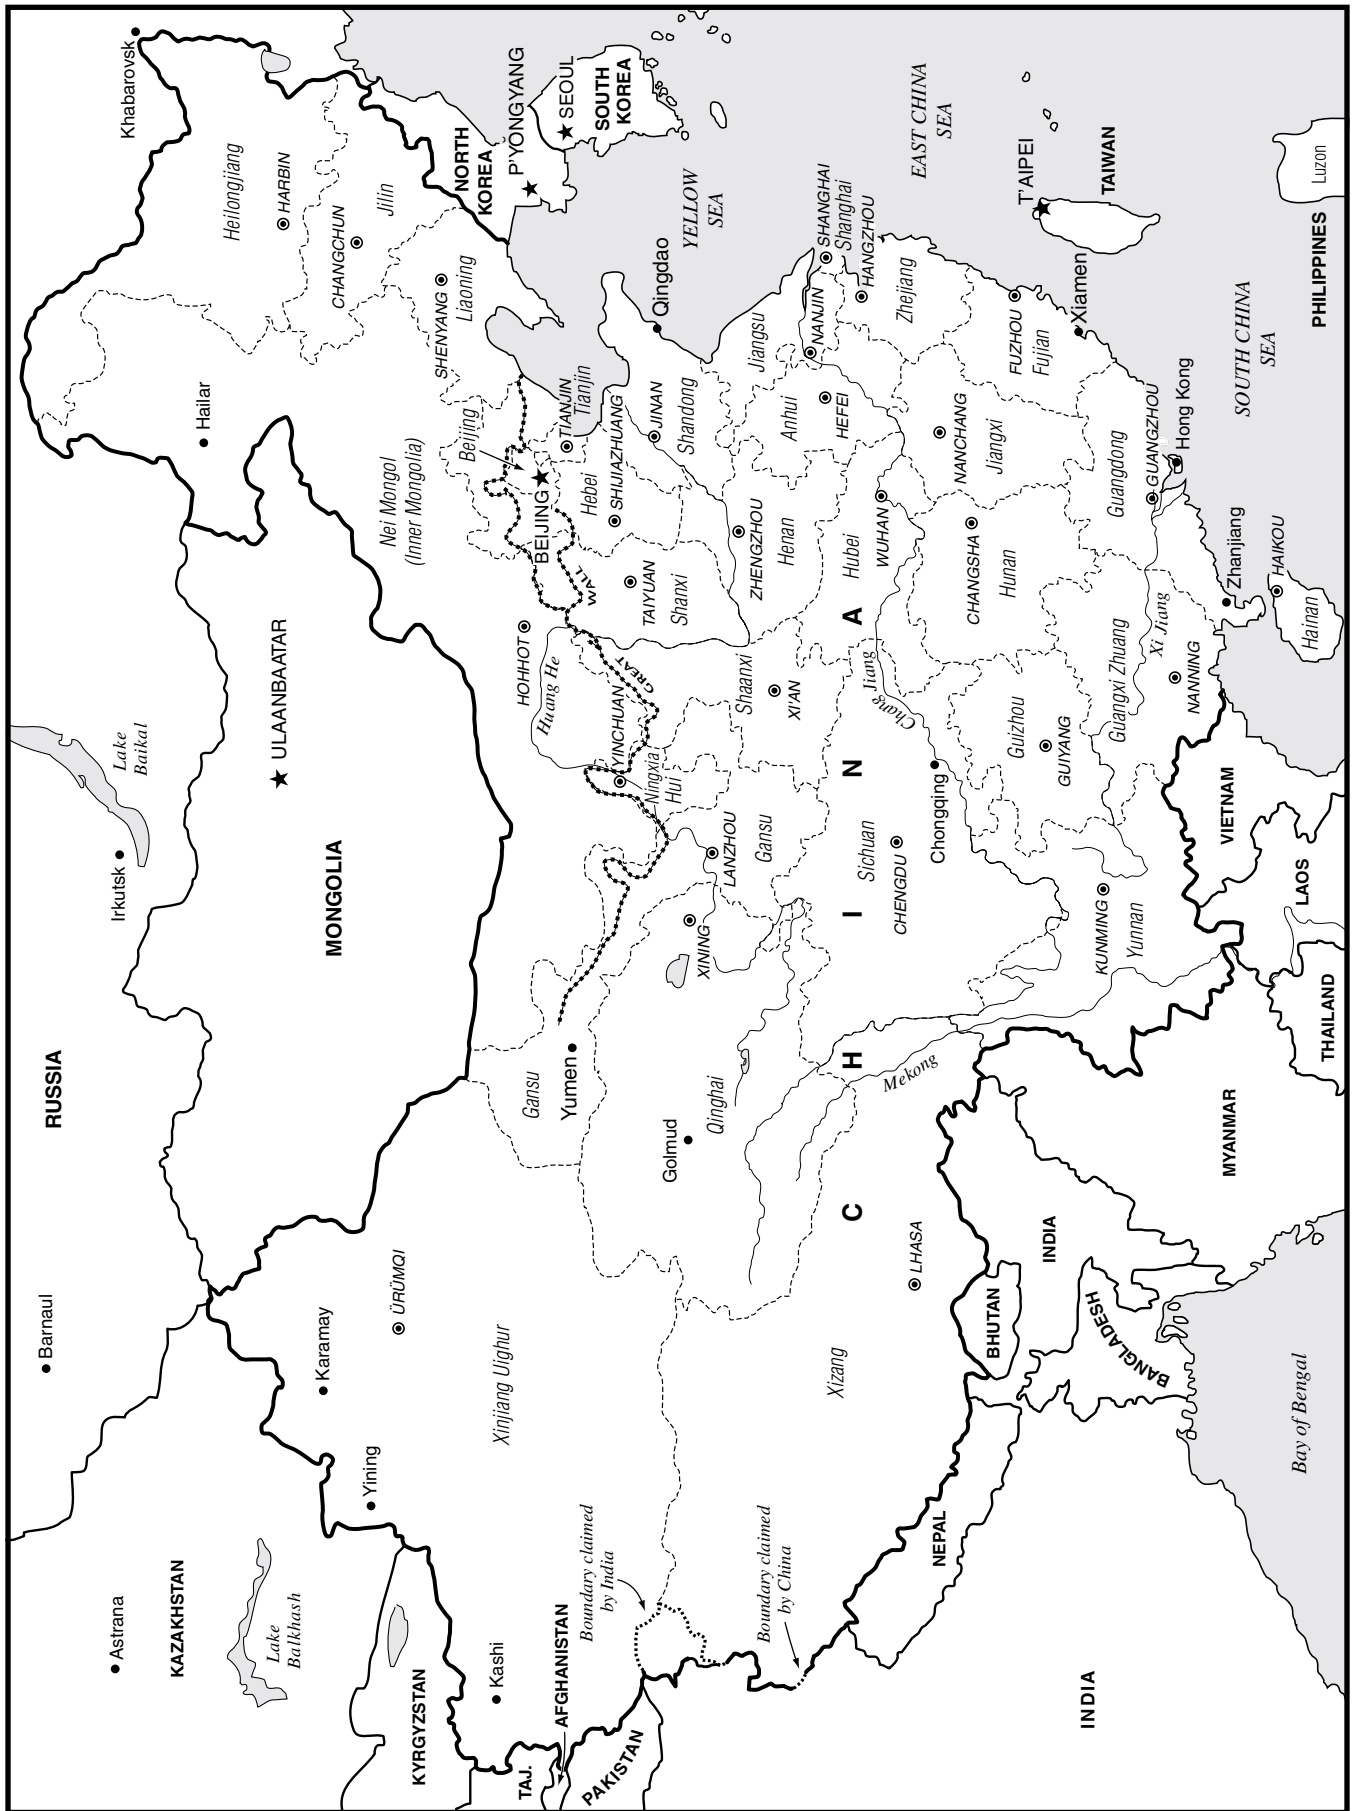 RUSSIA
Astrana
Barnaul
Irkutsk
Lake
Baikal
Khabarovsk
KAZAKHSTAN
Lake
Balkhash
MONGOLIA
ULAANBAATAR
Hailar
Heilongjiang
HARBIN
CHANGCHUN
Jilin
Yining
Karamay
ÜRÜMQI
Nei Mongol
(Inner Mongolia)
SHENYANG
Liaoning
NORTH
KOREA
P'YONGYANG
SEOUL
SOUTH
KOREA
KYRGYZSTAN
Kashi
Xinjiang Uighur
TAJ.
AFGHANISTAN
PAKISTAN
Boundary claimed
by India
Boundary claimed
by China
Gansu
Yumen
HOHHOT
Huang He
GREAT
WALL
Beijing
BEIJING
TIANJIN
Tianjin
Hebei
SHIJIAZHUANG
YINCHUAN
Ningxia
Hui
TAIYUAN
Shanxi
JINAN
Shandong
Qingdao
YELLOW
SEA
Golmud
Qinghai
XINING
LANZHOU
Gansu
Shaanxi
XI'AN
ZHENGZHOU
Henan
Jiangsu
Anhui
HEFEI
NANJIN
SHANGHAI
Shanghai
HANGZHOU
Zhejiang
EAST CHINA
SEA
C H I N A
Xizang
LHASA
Mekong
Sichuan
CHENGDU
Chongqing
Chang Jiang
Hubei
WUHAN
NANCHANG
Jiangxi
CHANGSHA
Hunan
FUZHOU
Fujian
Xiamen
T'AIPEI
TAIWAN
NEPAL
BHUTAN
INDIA
BANGLADESH
Guizhou
GUIYANG
KUNMING
Yunnan
Guangxi Zhuang
Xi Jiang
NANNING
Guangdong
GUANGZHOU
Hong Kong
Zhanjiang
HAIKOU
Hainan
SOUTH CHINA
SEA
INDIA
Bay of Bengal
MYANMAR
THAILAND
LAOS
VIETNAM
PHILIPPINES
Luzon